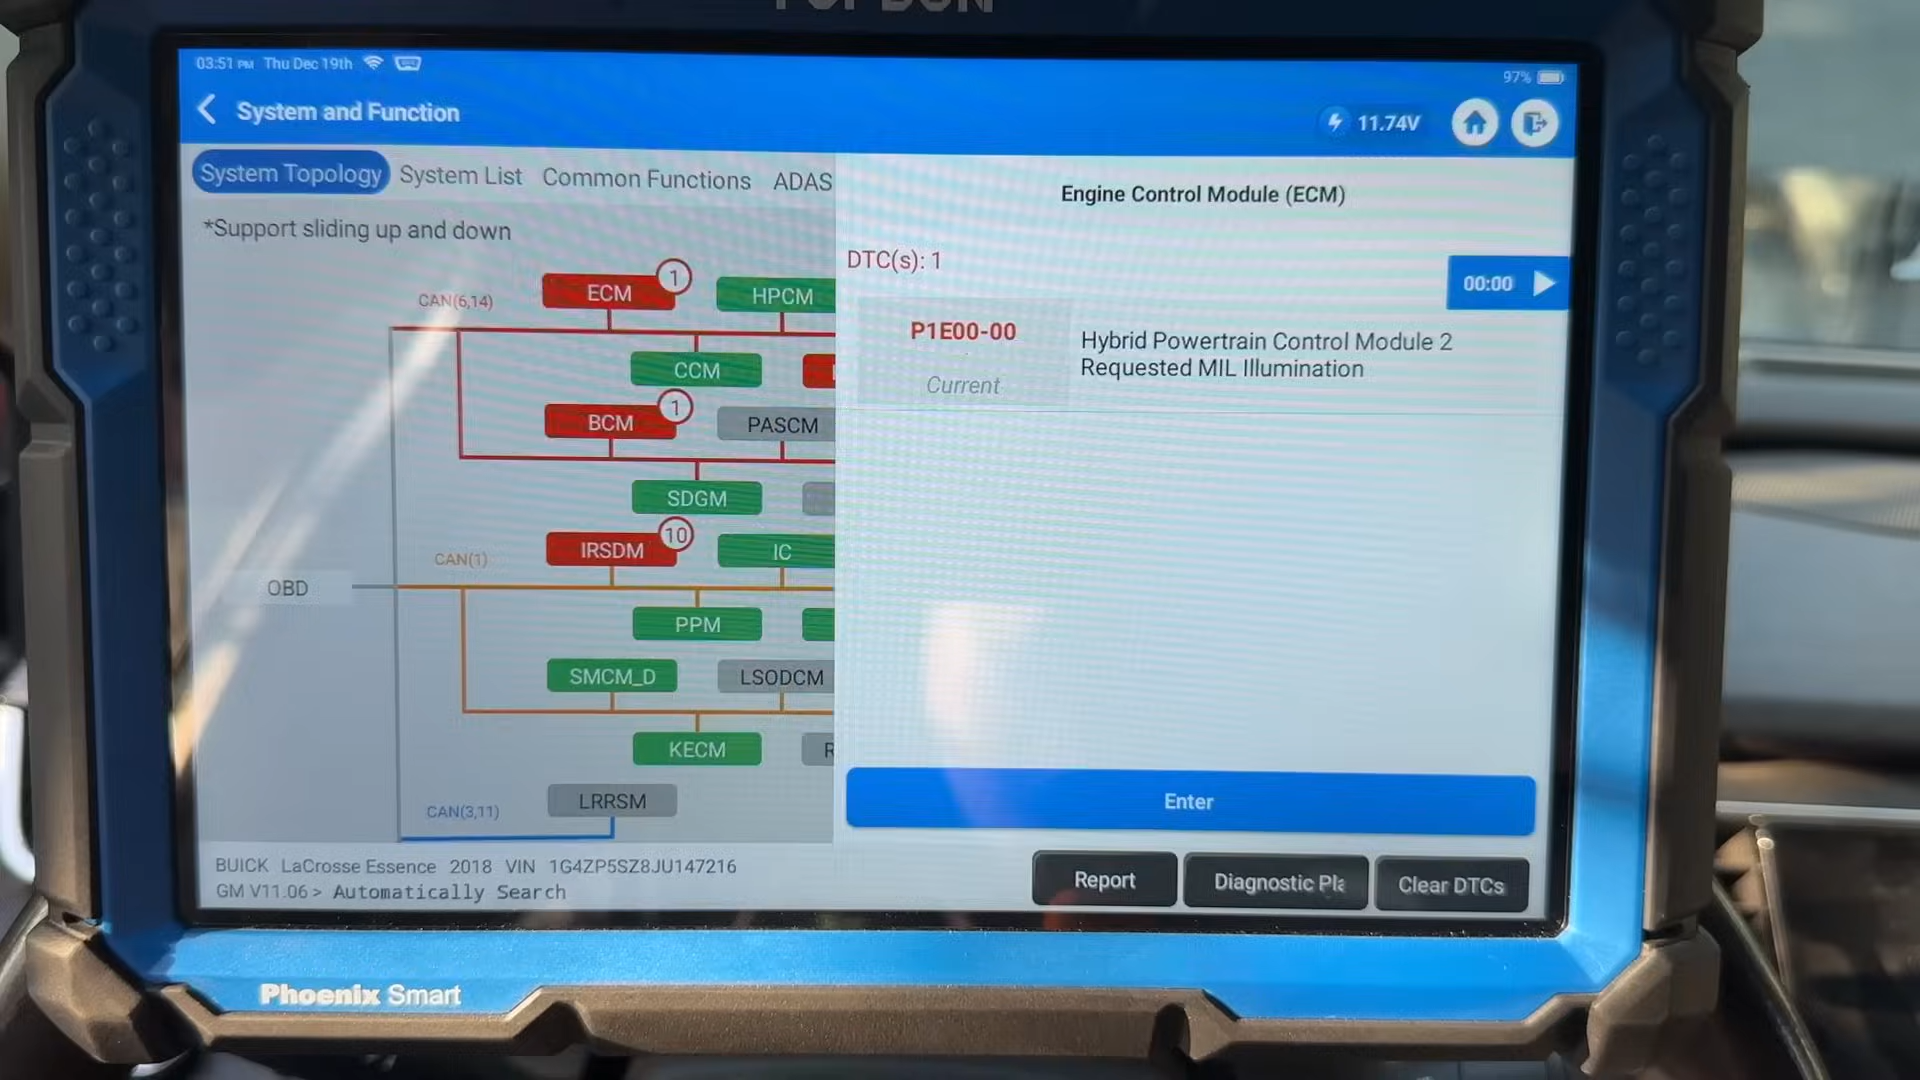 03:51 PM Thu Dec 19th
97%
System and Function
11.74V
System Topology System List Common Functions ADAS
*Support sliding up and down
CAN(6,14)
ECM 1
HPCM
CCM
BCM 1
PASCM
SDGM
IRSDM 10
IC
CAN(1)
OBD
PPM
SMCM_D
LSODCM
KECM
R
LRRSM
CAN(3,11)
Engine Control Module (ECM)
DTC(s): 1
00:00
P1E00-00
Current
Hybrid Powertrain Control Module 2
Requested MIL Illumination
Enter
BUICK LaCrosse Essence 2018 VIN 1G4ZP5SZ8JU147216
GM V11.06 > Automatically Search
Report
Diagnostic Pla
Clear DTCs
Phoenix Smart